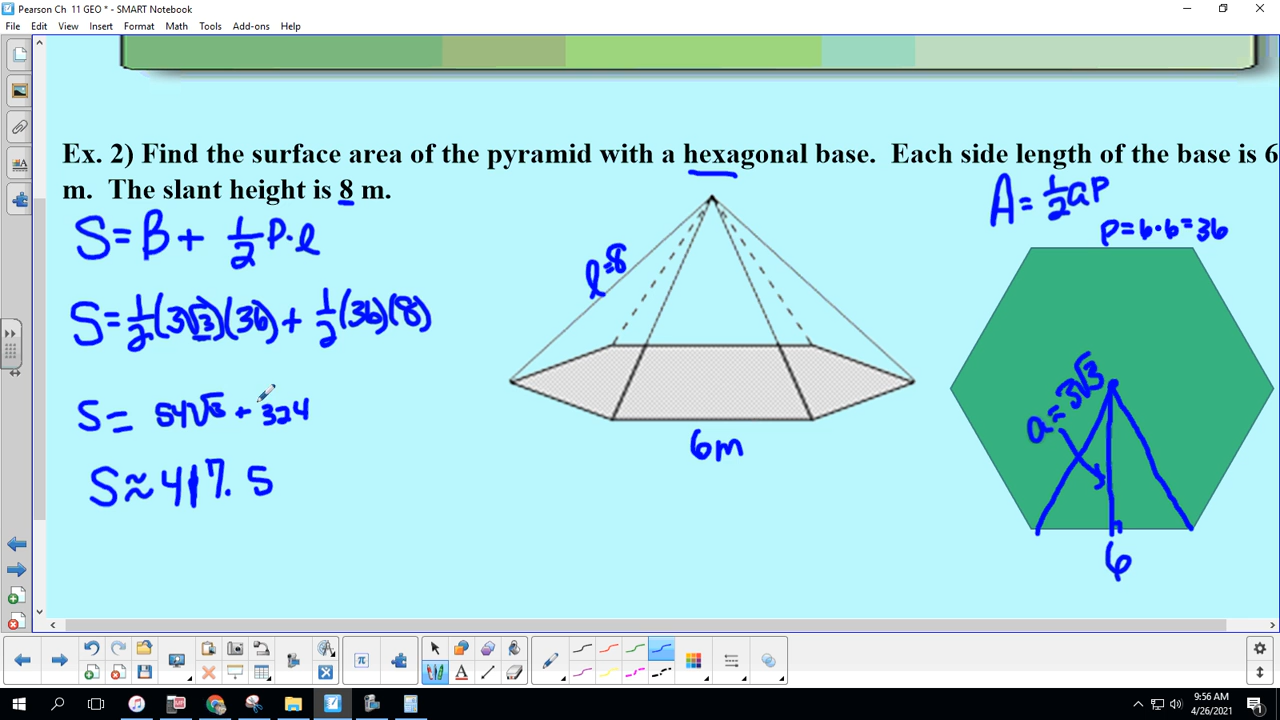 Pearson Ch 11 GEO * - SMART Notebook
File Edit View Insert Format Math Tools Add-ons Help
Ex. 2) Find the surface area of the pyramid with a hexagonal base. Each side length of the base is 6
m. The slant height is 8 m.
A = 1/2 aP
P = 6 · 6 = 36
S = B + 1/2 P · l
l = 8
S = 1/2 (3√3)(36) + 1/2 (36)(8)
a = 3√3
S = 54√3 + 324
6m
S ≈ 417.5
6
9:56 AM
4/26/2021